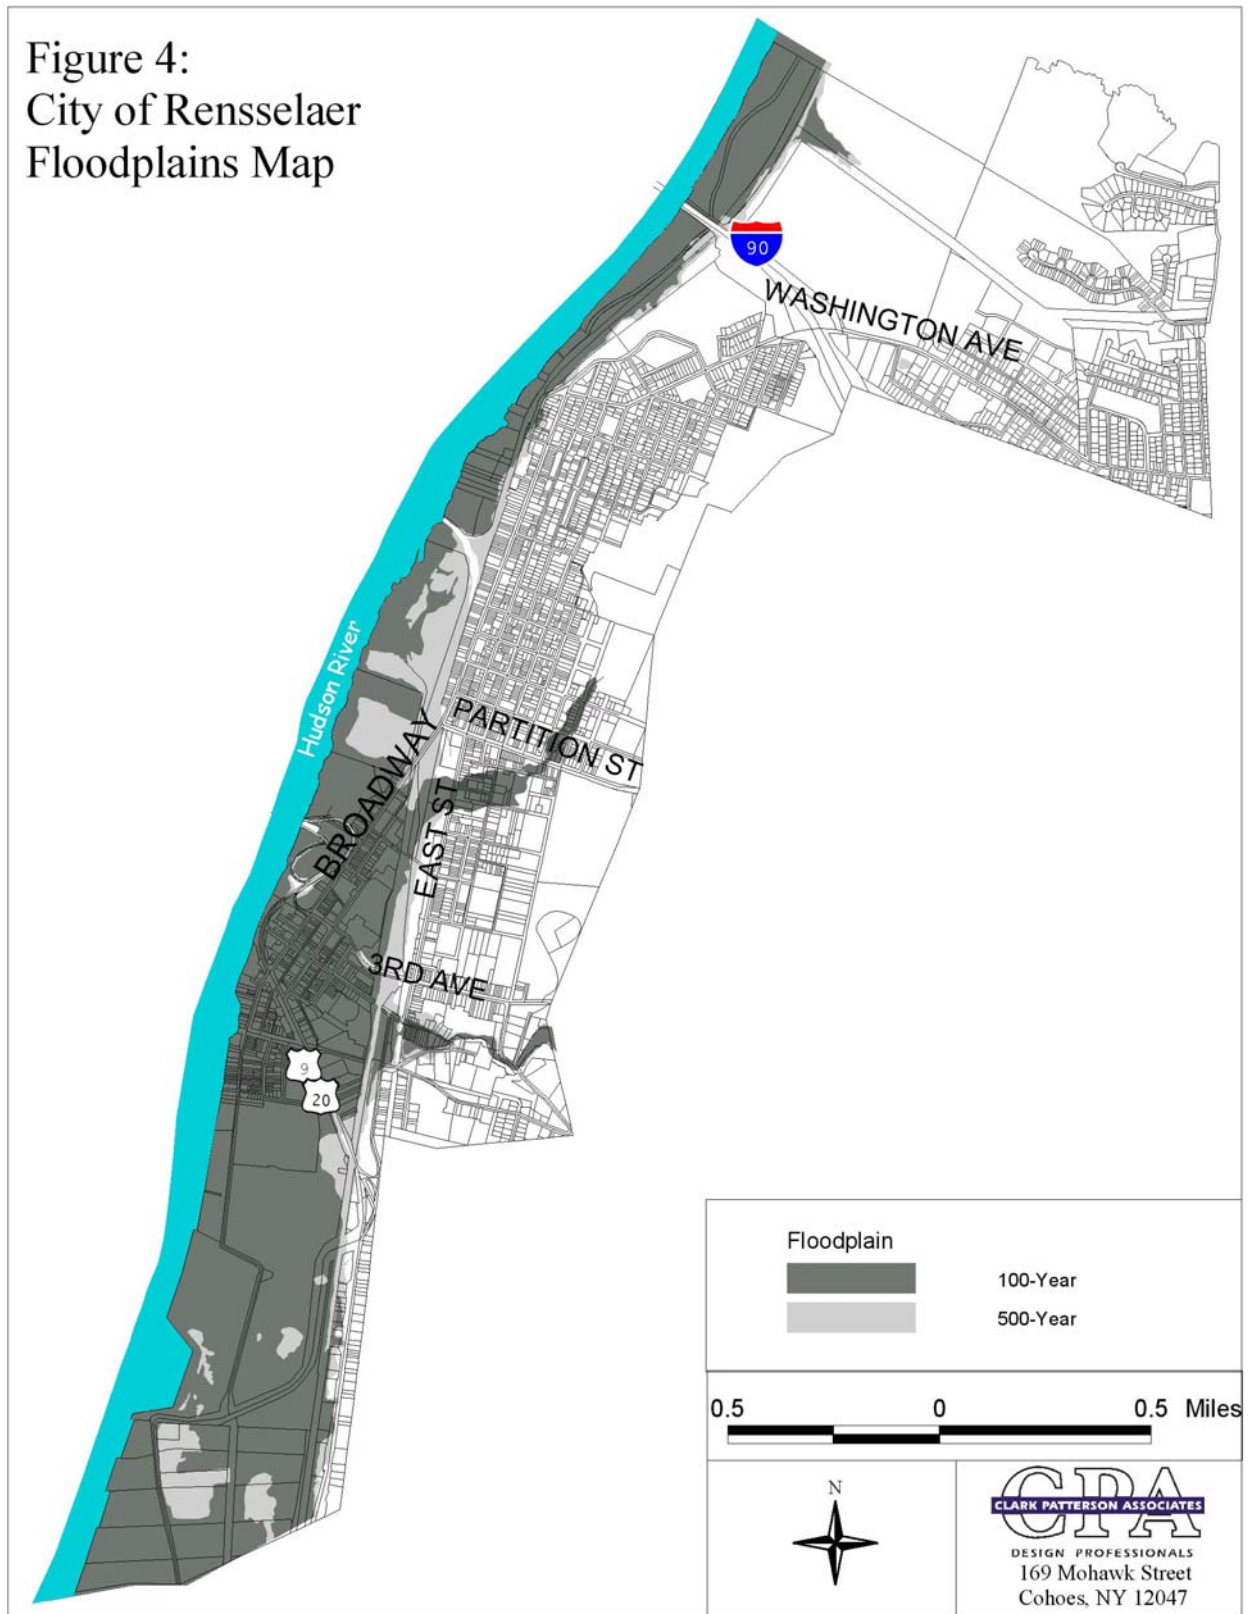 Figure 4:
City of Rensselaer
Floodplains Map
90
WASHINGTON AVE
Hudson River
PARTITION ST
BROADWAY
EAST ST
3RD AVE
9
20
Floodplain
100-Year
500-Year
0.5 0 0.5 Miles
N
CPA
CLARK PATTERSON ASSOCIATES
DESIGN PROFESSIONALS
169 Mohawk Street
Cohoes, NY 12047